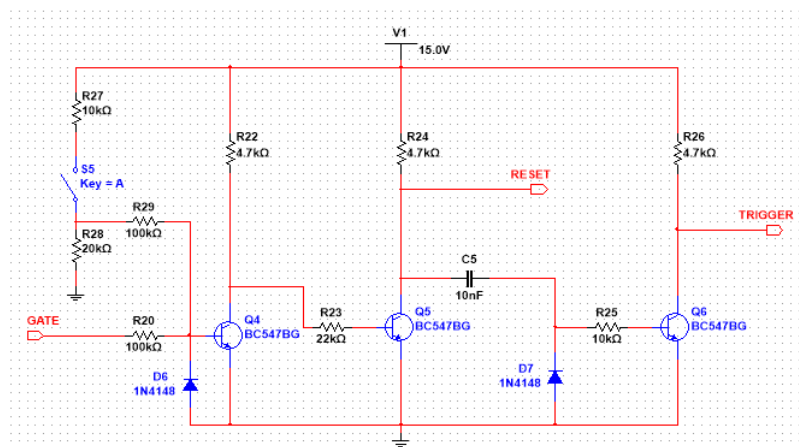 V1
15.0V
R27
10kΩ
R22
4.7kΩ
R24
4.7kΩ
R26
4.7kΩ
S5
Key = A
RESET
R29
100kΩ
TRIGGER
R28
20kΩ
C5
10nF
GATE
R20
100kΩ
Q4
BC547BG
R23
22kΩ
Q5
BC547BG
R25
10kΩ
Q6
BC547BG
D6
1N4148
D7
1N4148